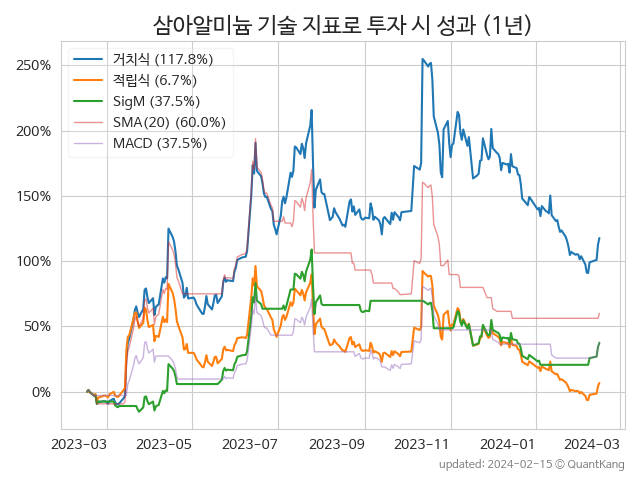 삼아알미늄 기술 지표로 투자 시 성과 (1년)
거치식 (117.8%)
적립식 (6.7%)
SigM (37.5%)
SMA(20) (60.0%)
MACD (37.5%)
250%
200%
150%
100%
50%
0%
2023-03 2023-05 2023-07 2023-09 2023-11 2024-01 2024-03
updated: 2024-02-15 ⓒ QuantKang